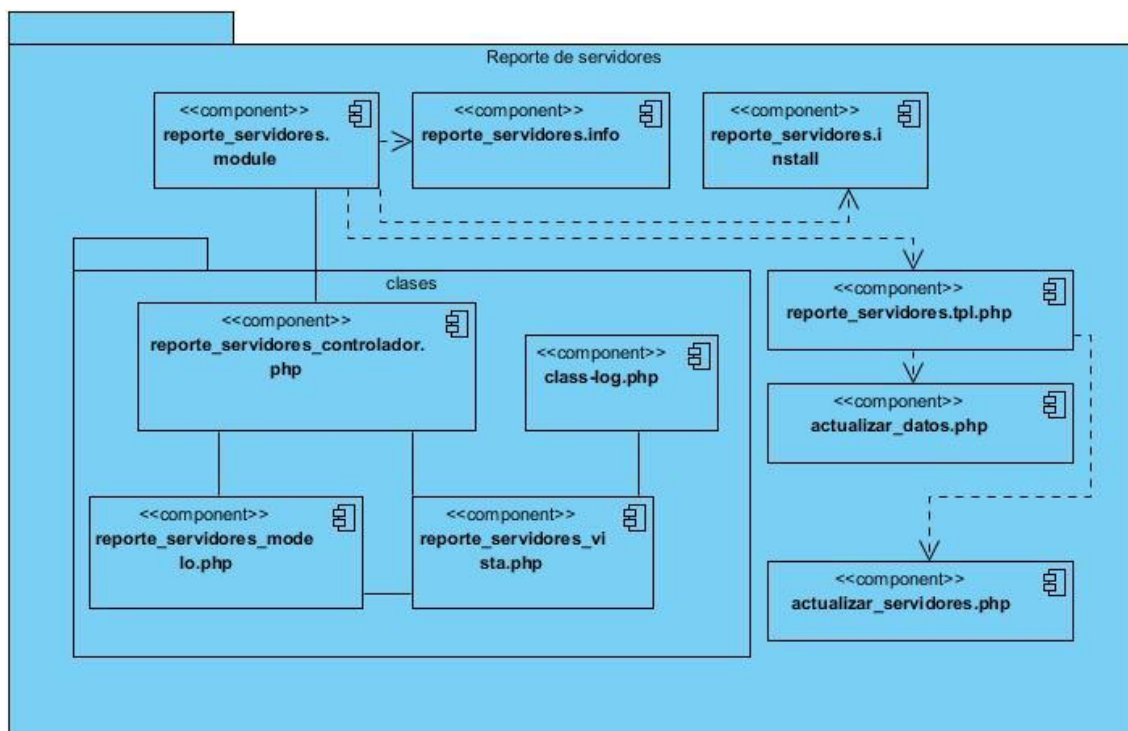 Reporte de servidores
<<component>>
reporte_servidores.
module
<<component>>
reporte_servidores.info
<<component>>
reporte_servidores.i
nstall
clases
<<component>>
reporte_servidores_controlador.
php
<<component>>
class-log.php
<<component>>
reporte_servidores_mode
lo.php
<<component>>
reporte_servidores_vi
sta.php
<<component>>
reporte_servidores.tpl.php
<<component>>
actualizar_datos.php
<<component>>
actualizar_servidores.php